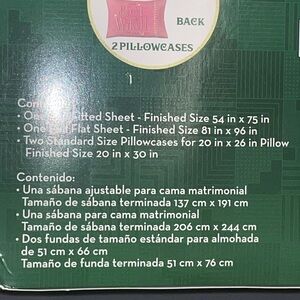 BACK
2 PILLOWCASES
• One Fitted Sheet - Finished Size 54 in x 75 in
• One Flat Sheet - Finished Size 81 in x 96 in
• Two Standard Size Pillowcases for 20 in x 26 in Pillow
Finished Size 20 in x 30 in
Contenido:
• Una sábana ajustable para cama matrimonial
Tamaño de sábana terminada 137 cm x 191 cm
• Una sábana para cama matrimonial
Tamaño de sábana terminada 206 cm x 244 cm
• Dos fundas de tamaño estándar para almohada
de 51 cm x 66 cm
Tamaño de funda terminada 51 cm x 76 cm